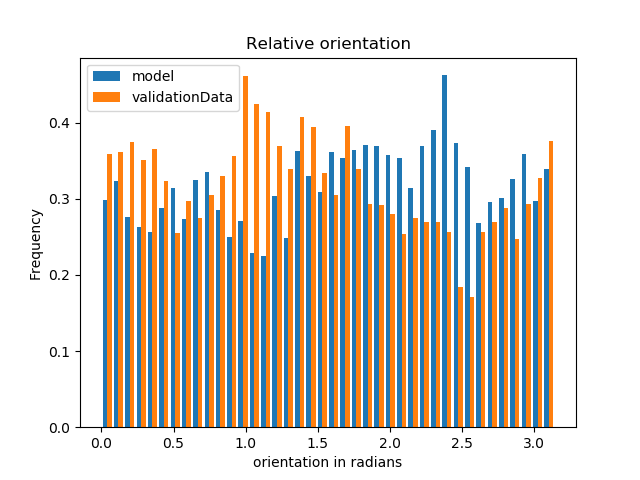 Relative orientation
model
validationData
Frequency
0.4
0.3
0.2
0.1
0.0
0.0 0.5 1.0 1.5 2.0 2.5 3.0
orientation in radians